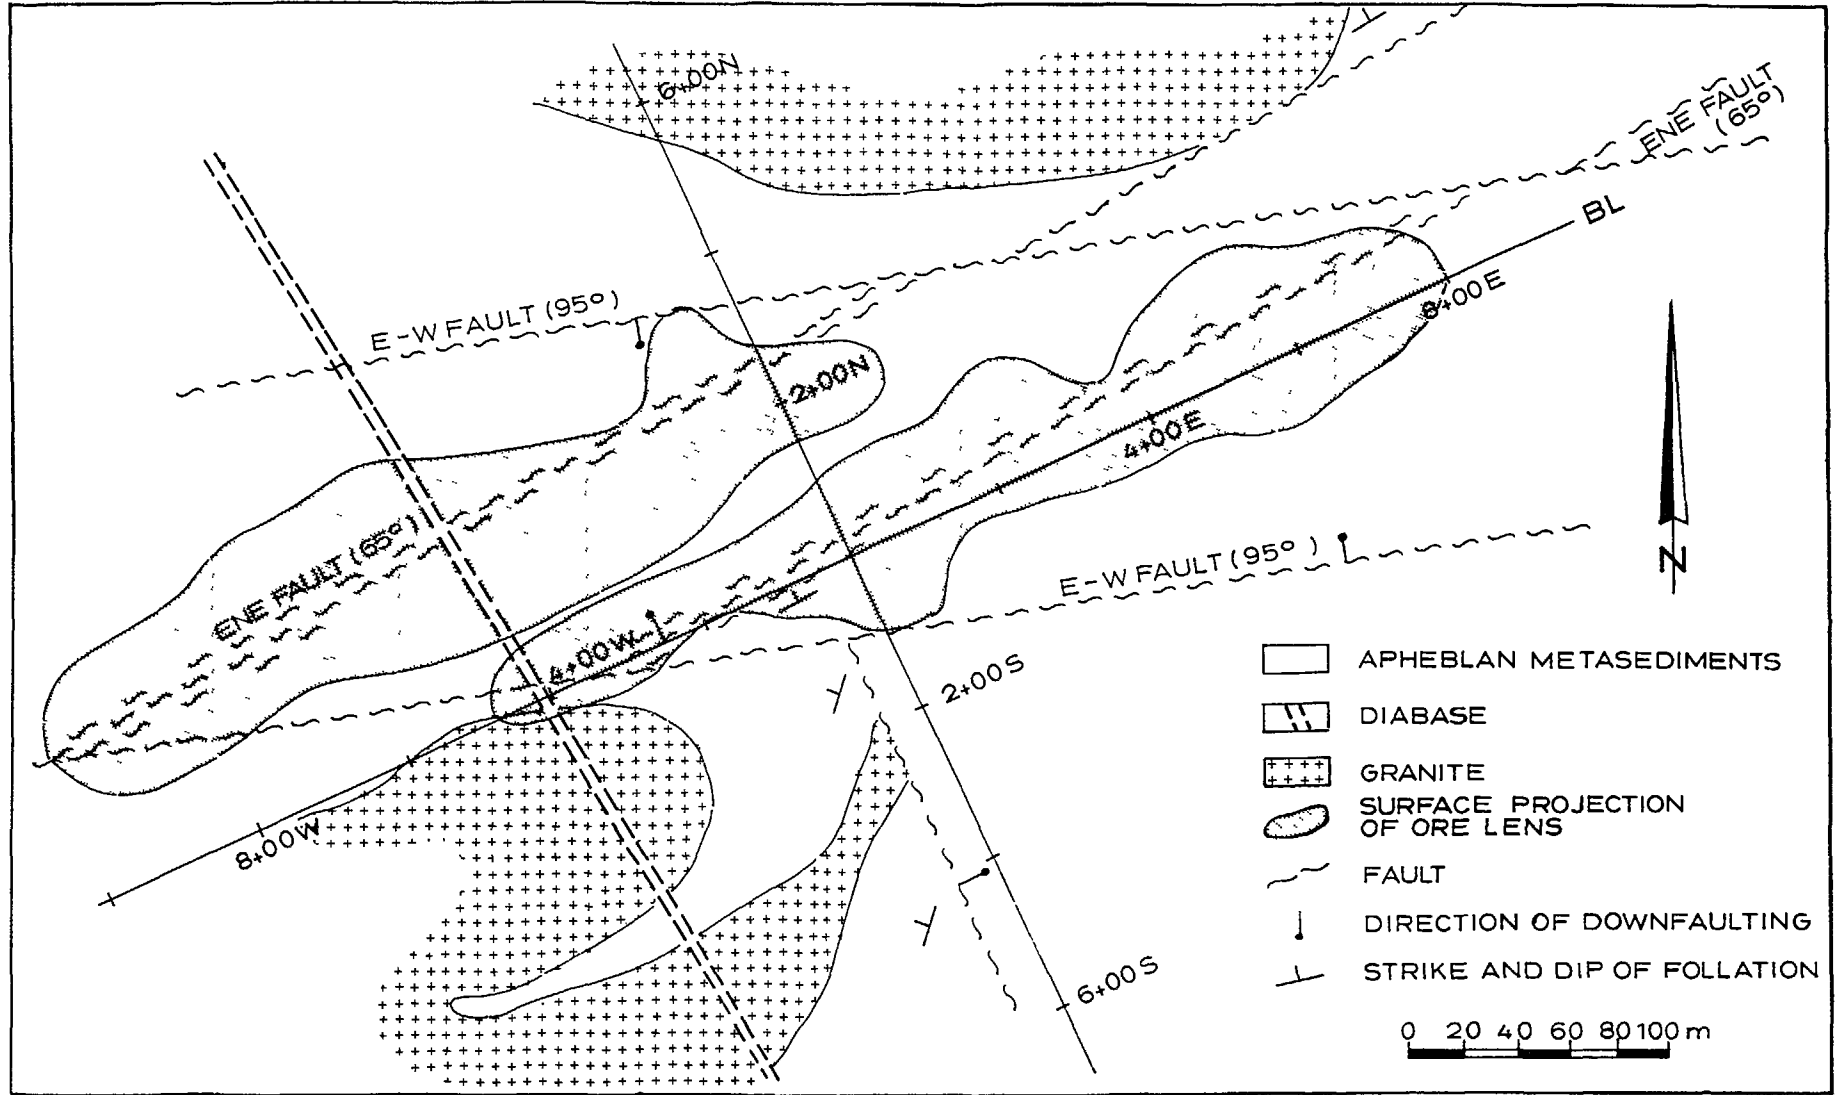 6+00N
ENE FAULT
(65°)
BL
E-W FAULT (95°)
8+00E
2+00N
4+00E
ENE FAULT (65°)
E-W FAULT (95°)
N
4+00W
2+00S
8+00W
6+00S
APHEBLAN METASEDIMENTS
DIABASE
GRANITE
SURFACE PROJECTION
OF ORE LENS
FAULT
DIRECTION OF DOWNFAULTING
STRIKE AND DIP OF FOLLATION
0 20 40 60 80 100 m